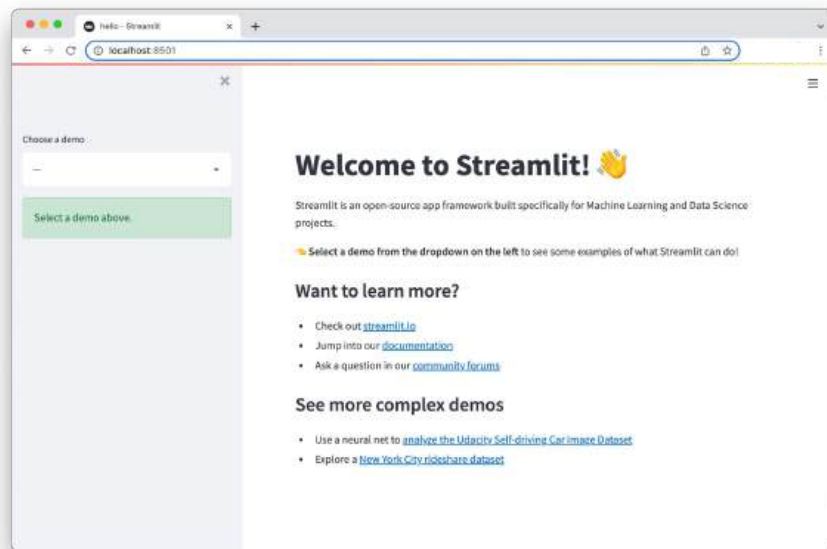 hello · Streamlit
localhost:8501
Choose a demo
—
Select a demo above.
Welcome to Streamlit! 👋
Streamlit is an open-source app framework built specifically for Machine Learning and Data Science
projects.
👈 Select a demo from the dropdown on the left to see some examples of what Streamlit can do!
Want to learn more?
• Check out streamlit.io
• Jump into our documentation
• Ask a question in our community forums
See more complex demos
• Use a neural net to analyze the Udacity Self-driving Car Image Dataset
• Explore a New York City rideshare dataset